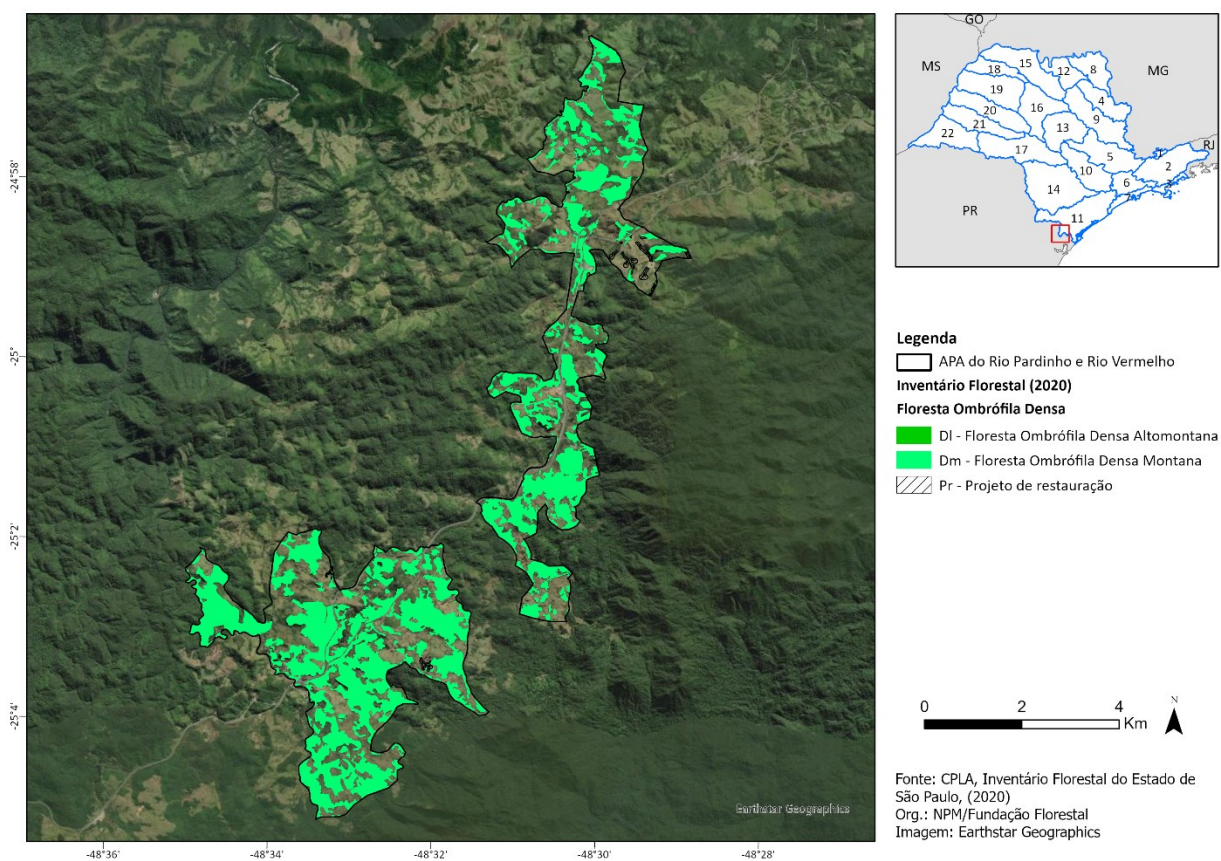 -24°58'
-25°
-25°2'
-25°4'
-48°36'
-48°34'
-48°32'
-48°30'
-48°28'
Earthstar Geographics
GO
MS
MG
PR
RJ
15
18
12
8
19
4
16
20
9
13
21
22
17
5
1
2
10
6
3
14
7
11
Legenda
APA do Rio Pardinho e Rio Vermelho
Inventário Florestal (2020)
Floresta Ombrófila Densa
Dl - Floresta Ombrófila Densa Altomontana
Dm - Floresta Ombrófila Densa Montana
Pr - Projeto de restauração
0 2 4
Km
N
Fonte: CPLA, Inventário Florestal do Estado de
São Paulo, (2020)
Org.: NPM/Fundação Florestal
Imagem: Earthstar Geographics